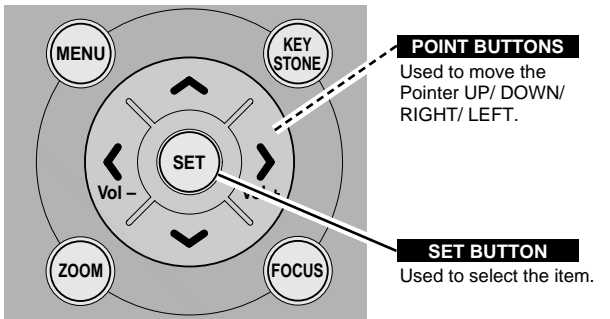 MENU
KEY
STONE
SET
Vol –
Vol +
ZOOM
FOCUS
POINT BUTTONS
Used to move the
Pointer UP/ DOWN/
RIGHT/ LEFT.
SET BUTTON
Used to select the item.